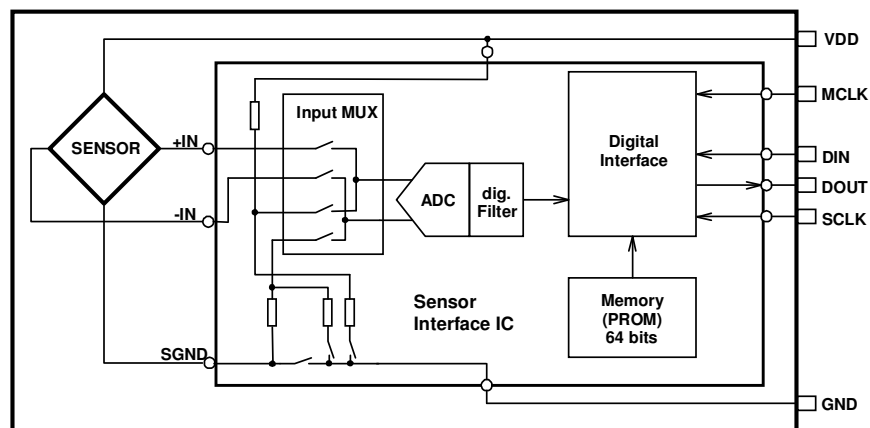 VDD
MCLK
Input MUX
+IN
SENSOR
Digital
Interface
DIN
DOUT
ADC
dig.
Filter
-IN
SCLK
Sensor
Interface IC
Memory
(PROM)
64 bits
SGND
GND